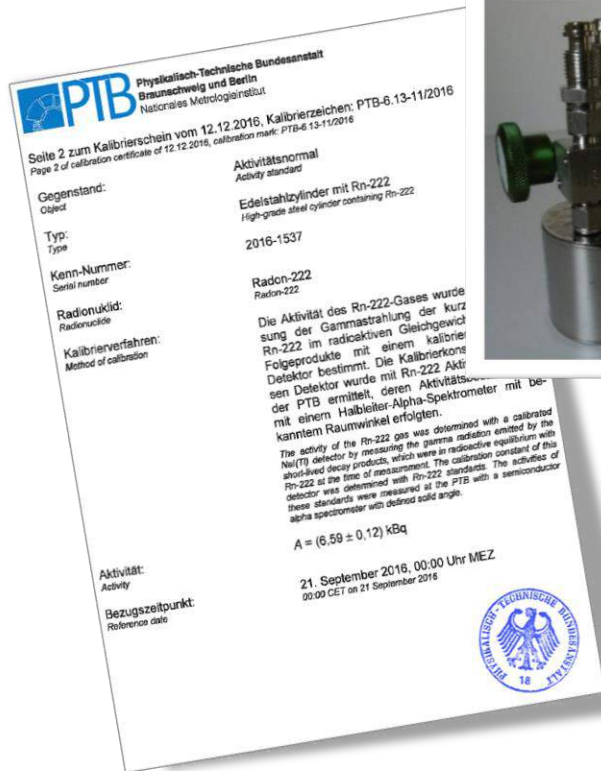 PTB
Physikalisch-Technische Bundesanstalt
Braunschweig und Berlin
Nationales Metrologieinstitut
Seite 2 zum Kalibrierschein vom 12.12.2016, Kalibrierzeichen: PTB-6.13-11/2016
Page 2 of calibration certificate of 12.12.2016, calibration mark: PTB-6.13-11/2016
Gegenstand: Aktivitätsnormal
Object Activity standard
Typ: Edelstahlzylinder mit Rn-222
Type High-grade steel cylinder containing Rn-222
Kenn-Nummer: 2016-1537
Serial number
Radionuklid: Radon-222
Radionuclide Radon-222
Kalibrierverfahren: Die Aktivität des Rn-222-Gases wurde
Method of calibration sung der Gammastrahlung der
Rn-222 im radioaktiven
Folgeprodukte mit einem
Detektor bestimmt. Die
sen Detektor wurde mit Rn-222
der PTB ermittelt, deren
mit einem Halbleiter-Alpha-Spektrometer mit be-
kanntem Raumwinkel erfolgten.
The activity of the Rn-222 gas was determined with a calibrated
NaI(Tl) detector by measuring the gamma radiation emitted by the
short-lived decay products, which were in radioactive equilibrium with
Rn-222 at the time of measurement. The calibration constant of this
detector was determined with Rn-222 standards. The activities of
these standards were measured at the PTB with a semiconductor
alpha spectrometer with defined solid angle.
Aktivität: A = (6,59 ± 0,12) kBq
Activity
Bezugszeitpunkt: 21. September 2016, 00:00 Uhr MEZ
Reference date 00:00 CET on 21 September 2016
PHYSIKALISCH-TECHNISCHE BUNDESANSTALT
18